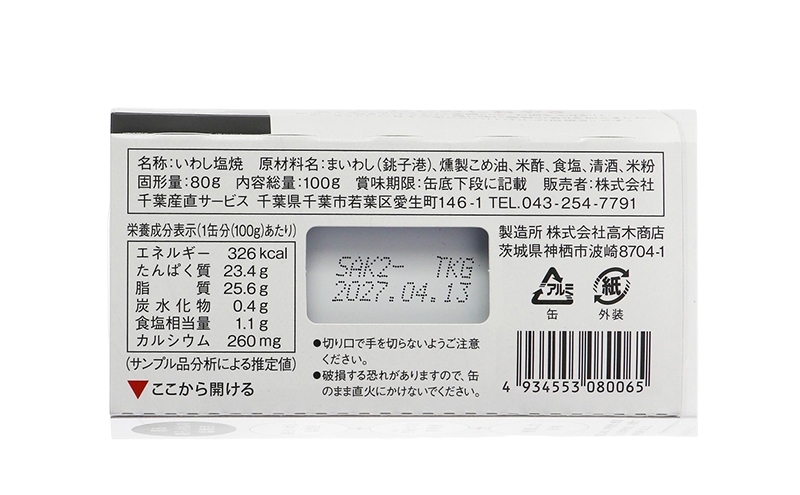 名称:いわし塩焼 原材料名:まいわし(銚子港)、燻製こめ油、米酢、食塩、清酒、米粉
固形量:80g 内容総量:100g 賞味期限:缶底下段に記載 販売者:株式会社
千葉産直サービス 千葉県千葉市若葉区愛生町146-1 TEL.043-254-7791
栄養成分表示(1缶分(100g)あたり)
エネルギー 326kcal
たんぱく質 23.4g
脂質 25.6g
炭水化物 0.4g
食塩相当量 1.1g
カルシウム 260mg
(サンプル品分析による推定値)
▼ここから開ける
SAK2- TKG
2027.04.13
●切り口で手を切らないようご注意
ください。
●破損する恐れがありますので、缶
のまま直火にかけないでください。
製造所 株式会社高木商店
茨城県神栖市波崎8704-1
アルミ
缶
紙
外装
4 934553 080065